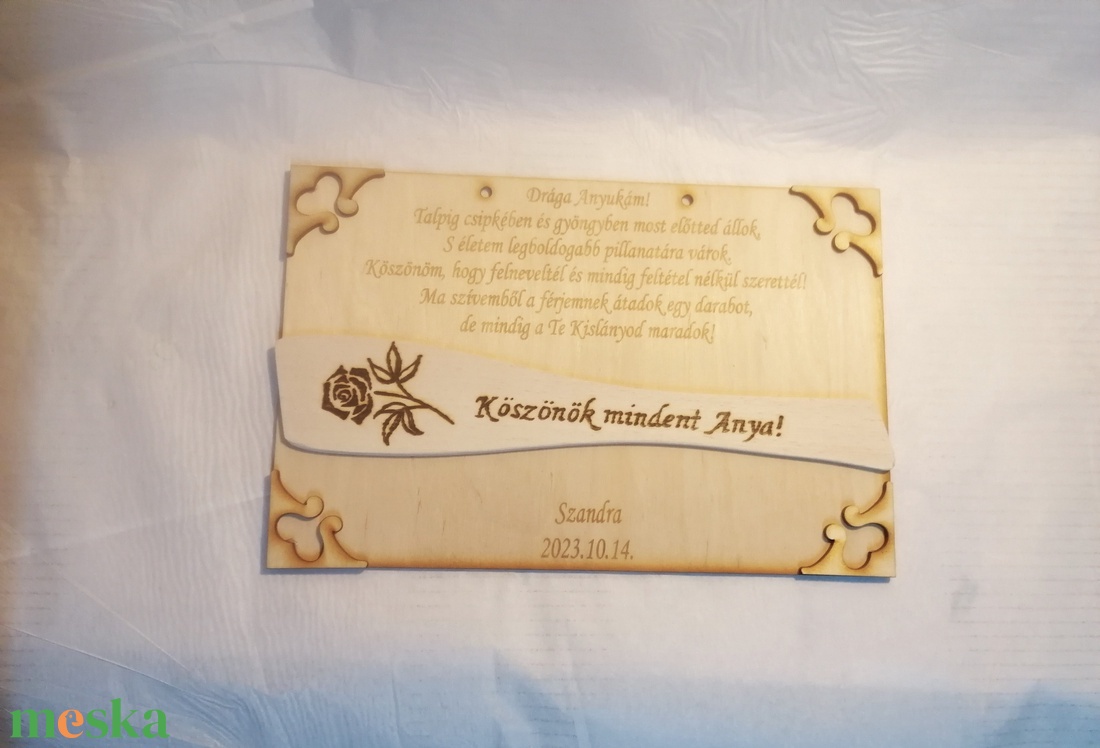 Drága Anyukám!
Talpig csipkében és gyöngyben most előtted állok,
S életem legboldogabb pillanatára várok.
Köszönöm, hogy felneveltél és mindig feltétel nélkül szerettél!
Ma szívemből a férjemnek átadok egy darabot,
de mindig a Te Kislányod maradok!
Köszönök mindent Anya!
Szandra
2023.10.14.
meska